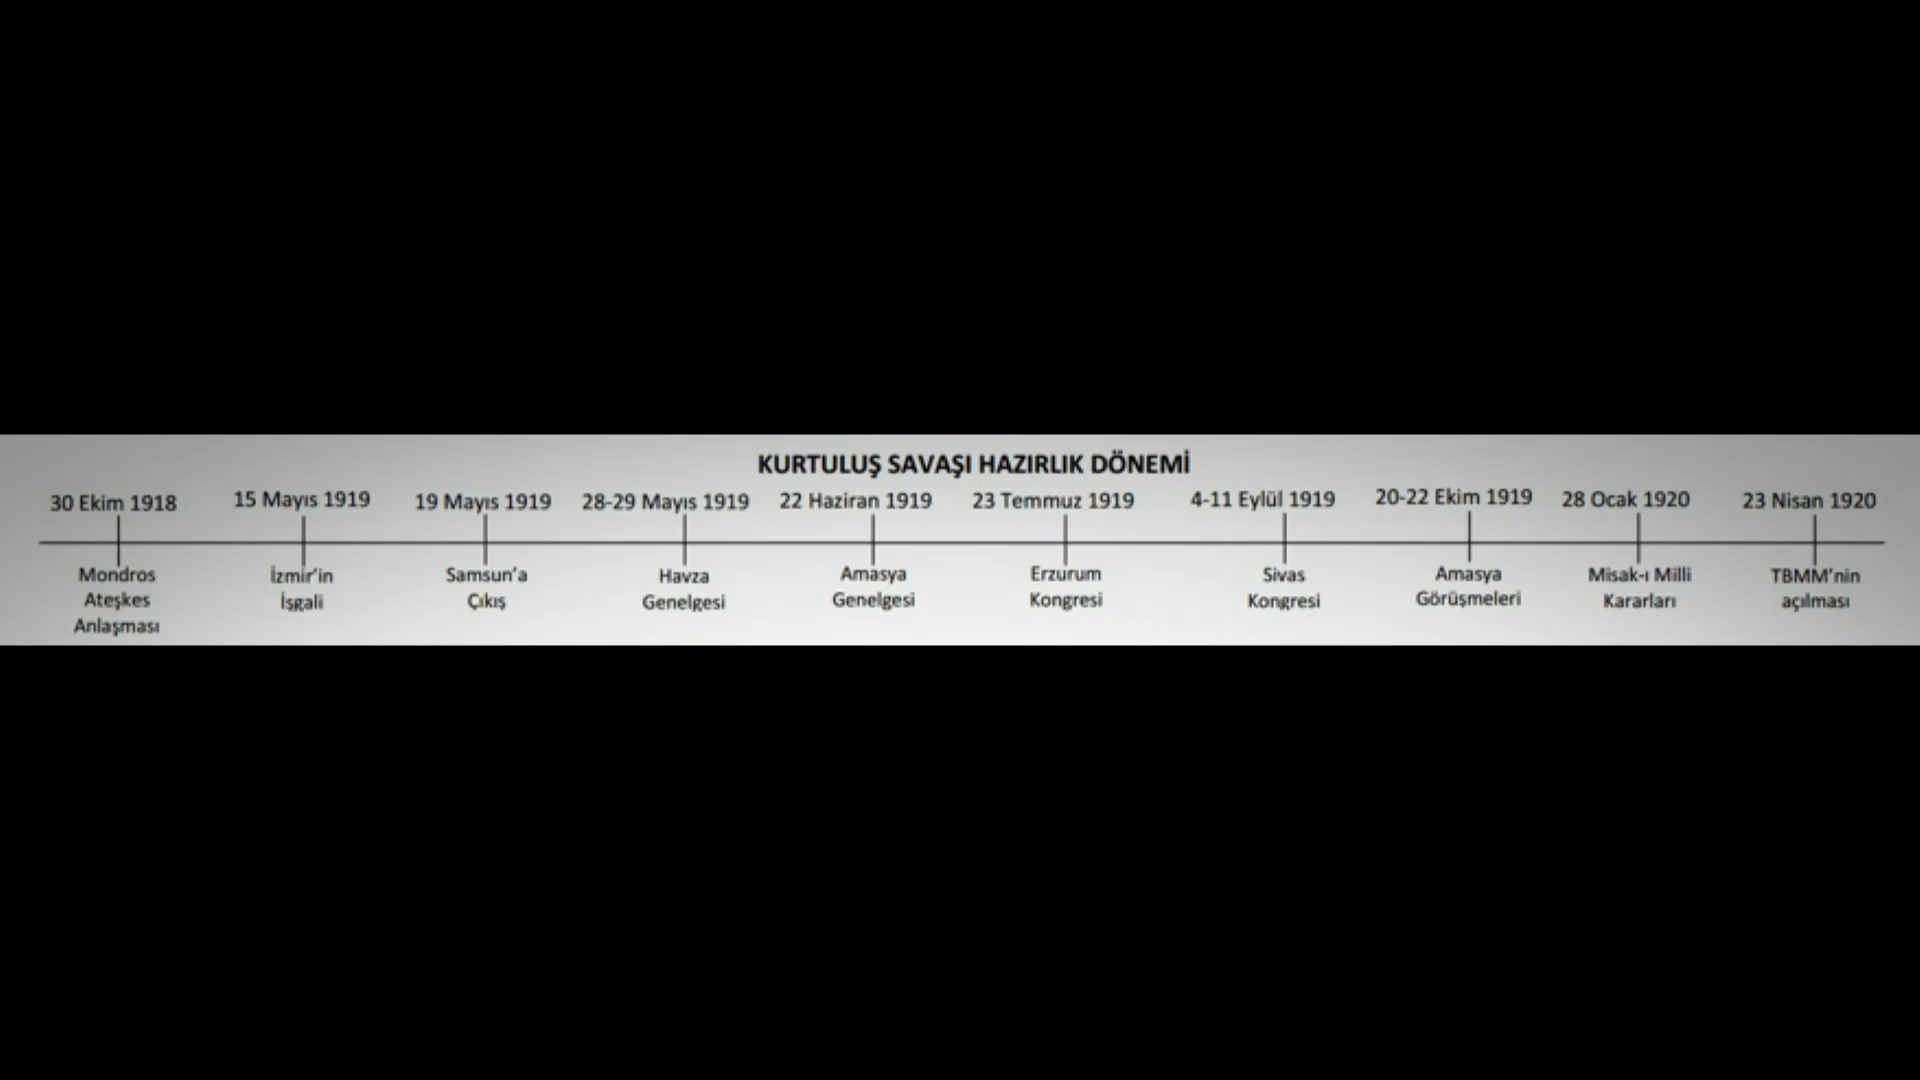 KURTULUŞ SAVAŞI HAZIRLIK DÖNEMİ
30 Ekim 1918
15 Mayıs 1919
19 Mayıs 1919
28-29 Mayıs 1919
22 Haziran 1919
23 Temmuz 1919
4-11 Eylül 1919
20-22 Ekim 1919
28 Ocak 1920
23 Nisan 1920
Mondros
Ateşkes
Anlaşması
İzmir'in
İşgali
Samsun'a
Çıkış
Havza
Genelgesi
Amasya
Genelgesi
Erzurum
Kongresi
Sivas
Kongresi
Amasya
Görüşmeleri
Misak-ı Milli
Kararları
TBMM'nin
açılması